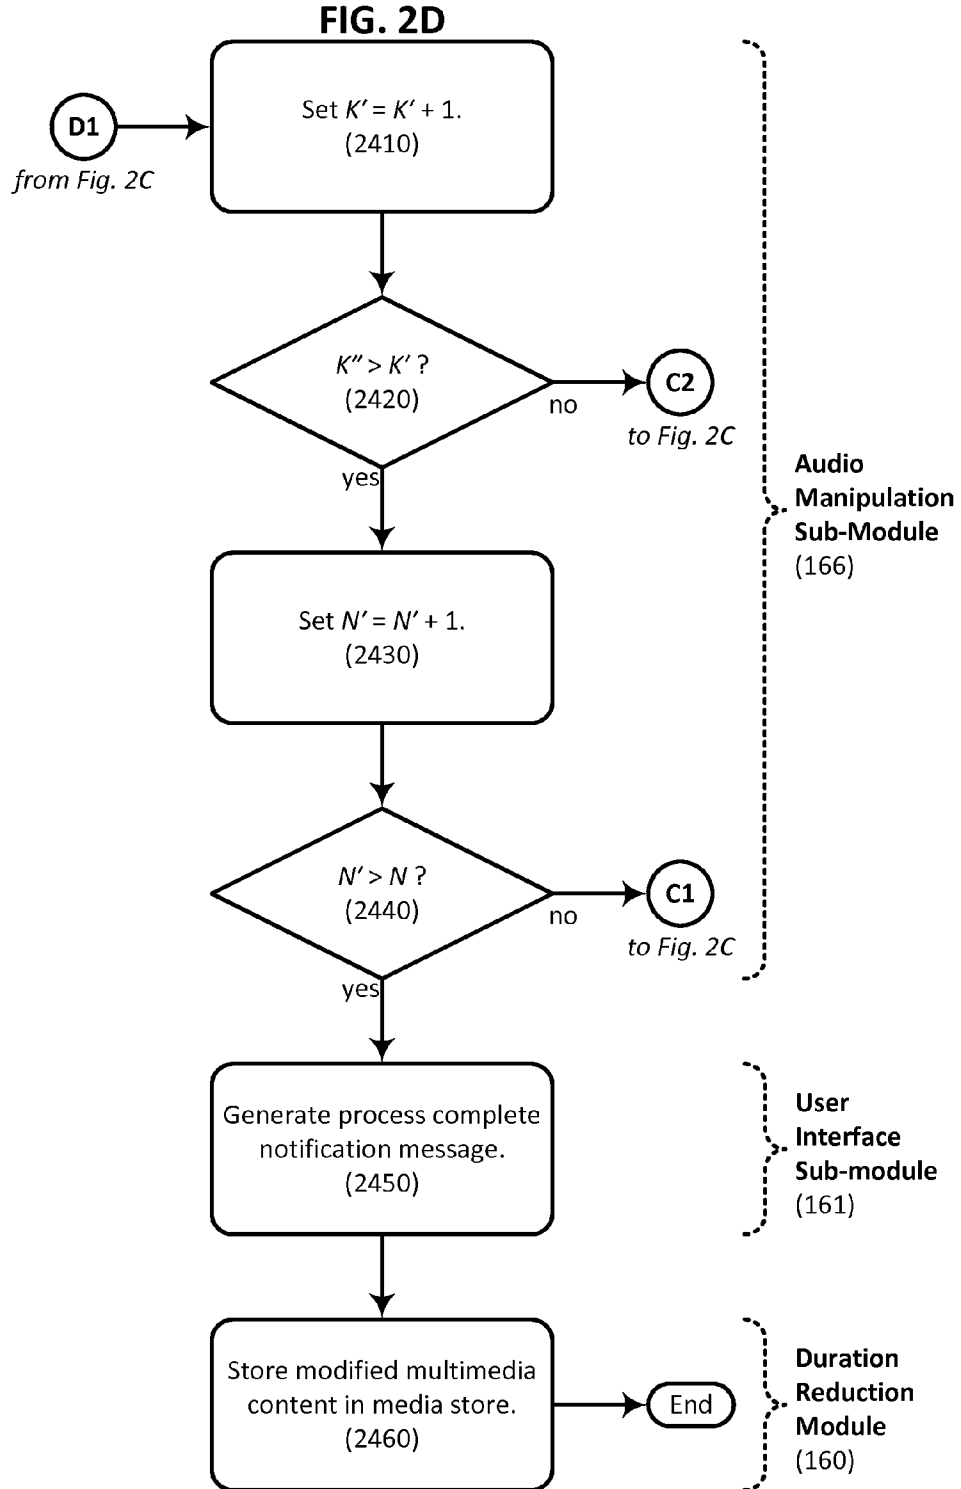 FIG. 2D
D1
from Fig. 2C
Set K′ = K′ + 1.
(2410)
K″ > K′ ?
(2420)
no
C2
to Fig. 2C
yes
Audio
Manipulation
Sub-Module
(166)
Set N′ = N′ + 1.
(2430)
N′ > N ?
(2440)
no
C1
to Fig. 2C
yes
Generate process complete
notification message.
(2450)
User
Interface
Sub-module
(161)
Store modified multimedia
content in media store.
(2460)
End
Duration
Reduction
Module
(160)